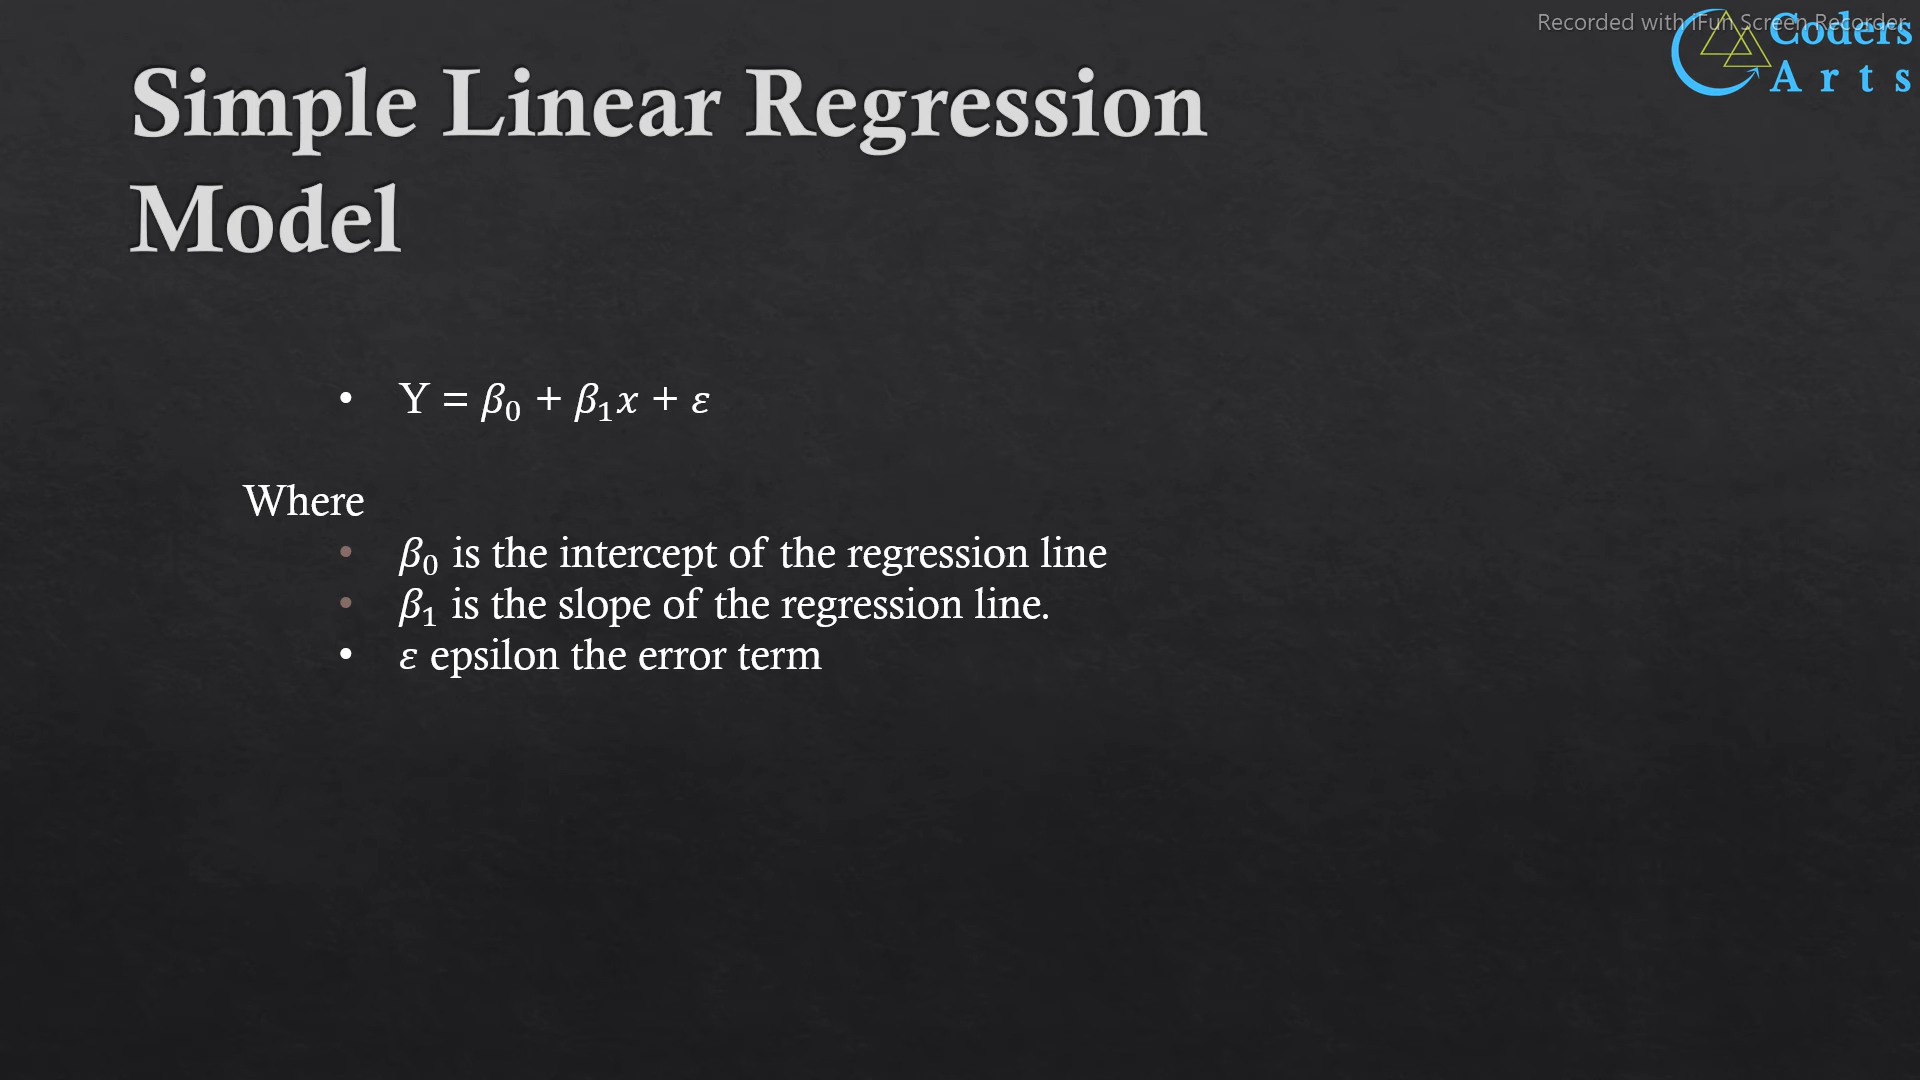 Recorded with iFun Screen Recorder
Coders
Arts
Simple Linear Regression
Model
• Y = 𝛽₀ + 𝛽₁𝑥 + 𝜀
Where
• 𝛽₀ is the intercept of the regression line
• 𝛽₁ is the slope of the regression line.
• 𝜀 epsilon the error term